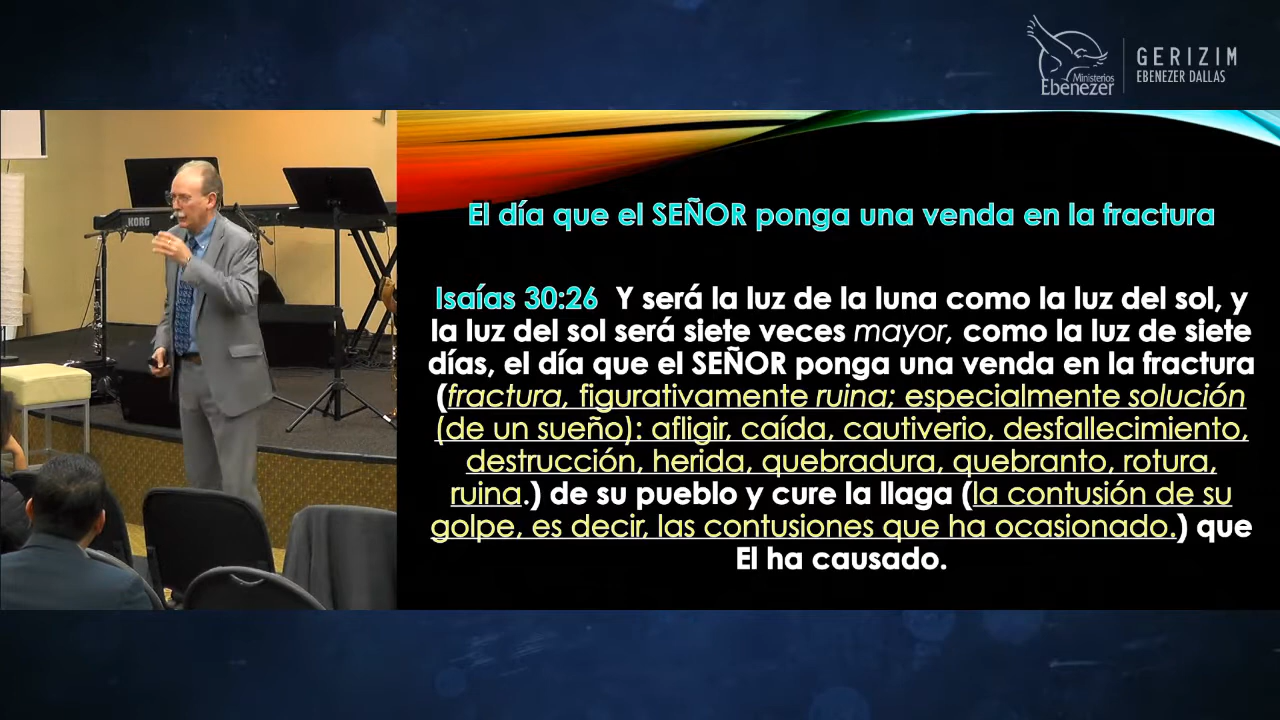 Ministerios
Ebenezer
GERIZIM
EBENEZER DALLAS
KORG
El día que el SEÑOR ponga una venda en la fractura
Isaías 30:26 Y será la luz de la luna como la luz del sol, y
la luz del sol será siete veces mayor, como la luz de siete
días, el día que el SEÑOR ponga una venda en la fractura
(fractura, figurativamente ruina; especialmente solución
(de un sueño): afligir, caída, cautiverio, desfallecimiento,
destrucción, herida, quebradura, quebranto, rotura,
ruina.) de su pueblo y cure la llaga (la contusión de su
golpe, es decir, las contusiones que ha ocasionado.) que
El ha causado.